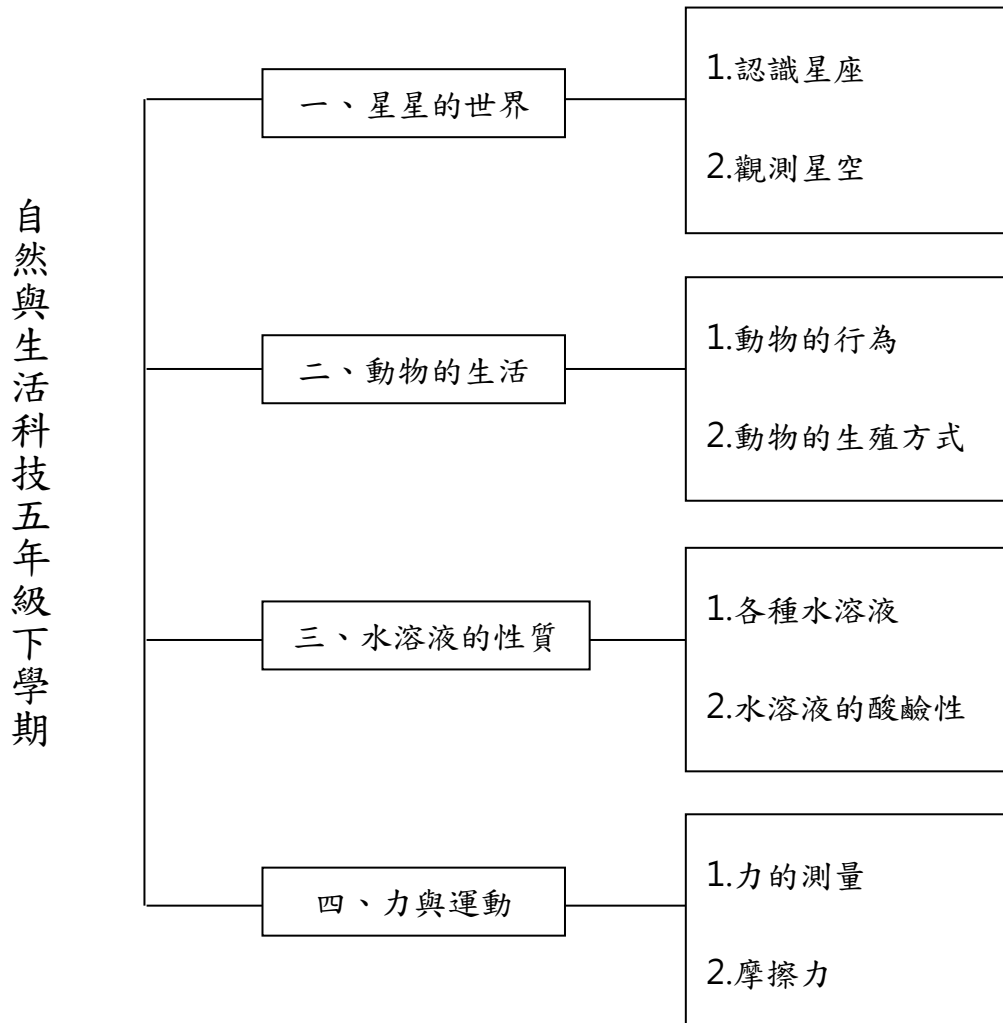 自然與生活科技五年級下學期
一、星星的世界
1.認識星座
2.觀測星空
二、動物的生活
1.動物的行為
2.動物的生殖方式
三、水溶液的性質
1.各種水溶液
2.水溶液的酸鹼性
四、力與運動
1.力的測量
2.摩擦力